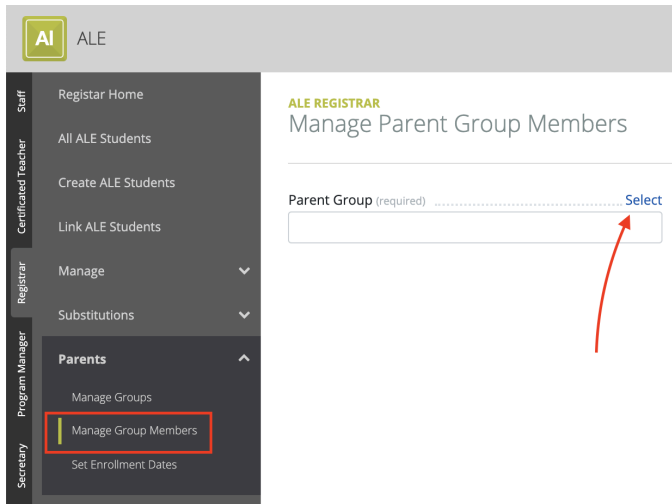 AI ALE
Staff
Certificated Teacher
Registrar
Program Manager
Secretary
Registar Home
All ALE Students
Create ALE Students
Link ALE Students
Manage
Substitutions
Parents
Manage Groups
Manage Group Members
Set Enrollment Dates
ALE REGISTRAR
Manage Parent Group Members
Parent Group (required) Select